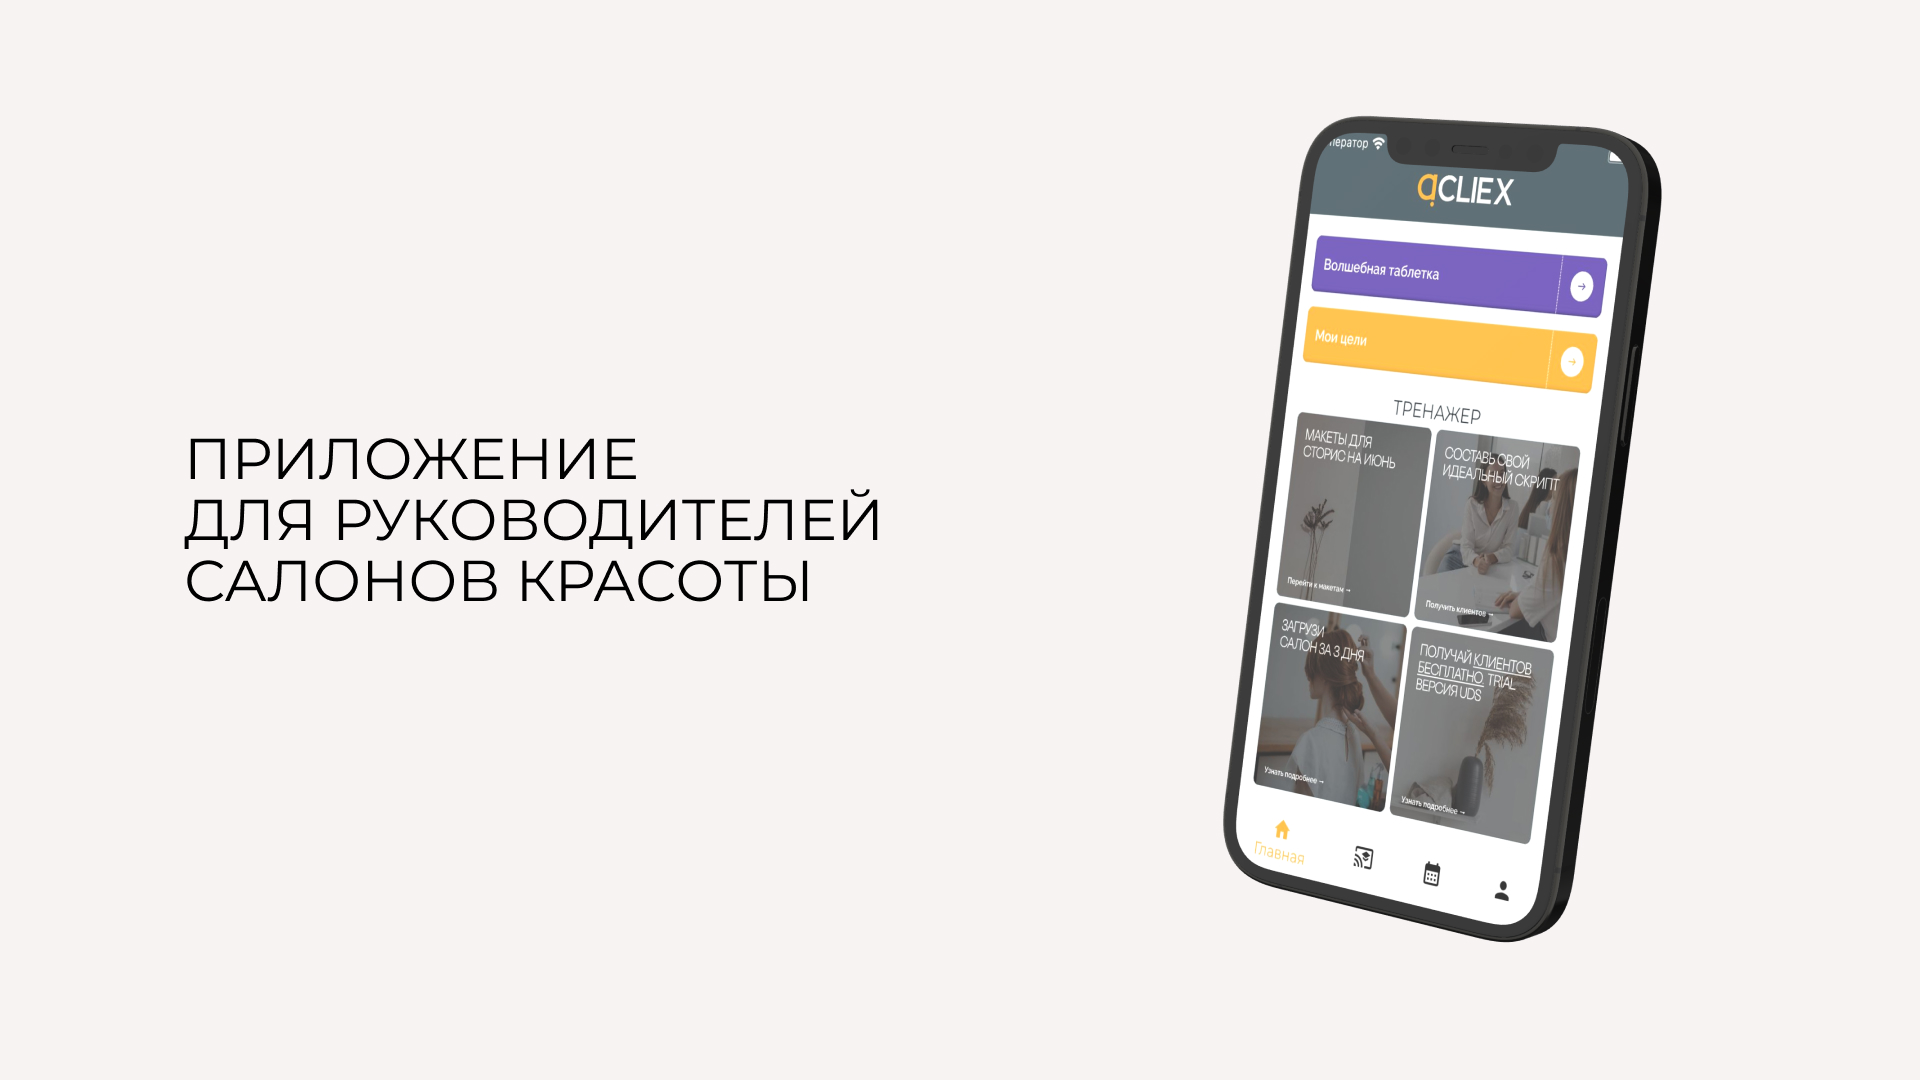 ПРИЛОЖЕНИЕ
ДЛЯ РУКОВОДИТЕЛЕЙ
САЛОНОВ КРАСОТЫ
ператор
qCLIEX
Волшебная таблетка
Мои цели
ТРЕНАЖЕР
МАКЕТЫ ДЛЯ
СТОРИС НА ИЮНЬ
Перейти к макетам →
СОСТАВЬ СВОЙ
ИДЕАЛЬНЫЙ СКРИПТ
Получить клиентов →
ЗАГРУЗИ
САЛОН ЗА 3 ДНЯ
Узнать подробнее →
ПОЛУЧАЙ КЛИЕНТОВ
БЕСПЛАТНО. TRIAL
ВЕРСИЯ UDS
Узнать подробнее →
Главная